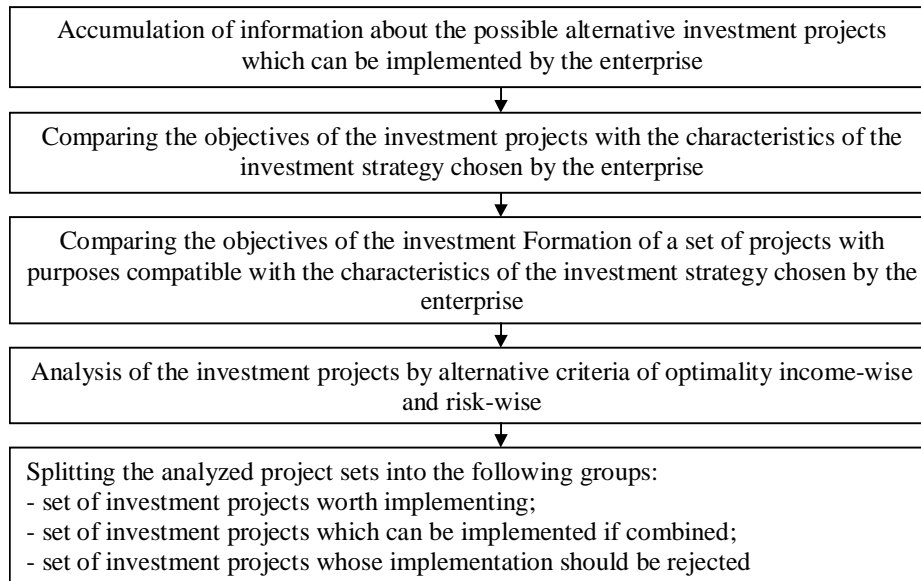 Accumulation of information about the possible alternative investment projects
which can be implemented by the enterprise
Comparing the objectives of the investment projects with the characteristics of the
investment strategy chosen by the enterprise
Comparing the objectives of the investment Formation of a set of projects with
purposes compatible with the characteristics of the investment strategy chosen by the
enterprise
Analysis of the investment projects by alternative criteria of optimality income-wise
and risk-wise
Splitting the analyzed project sets into the following groups:
- set of investment projects worth implementing;
- set of investment projects which can be implemented if combined;
- set of investment projects whose implementation should be rejected